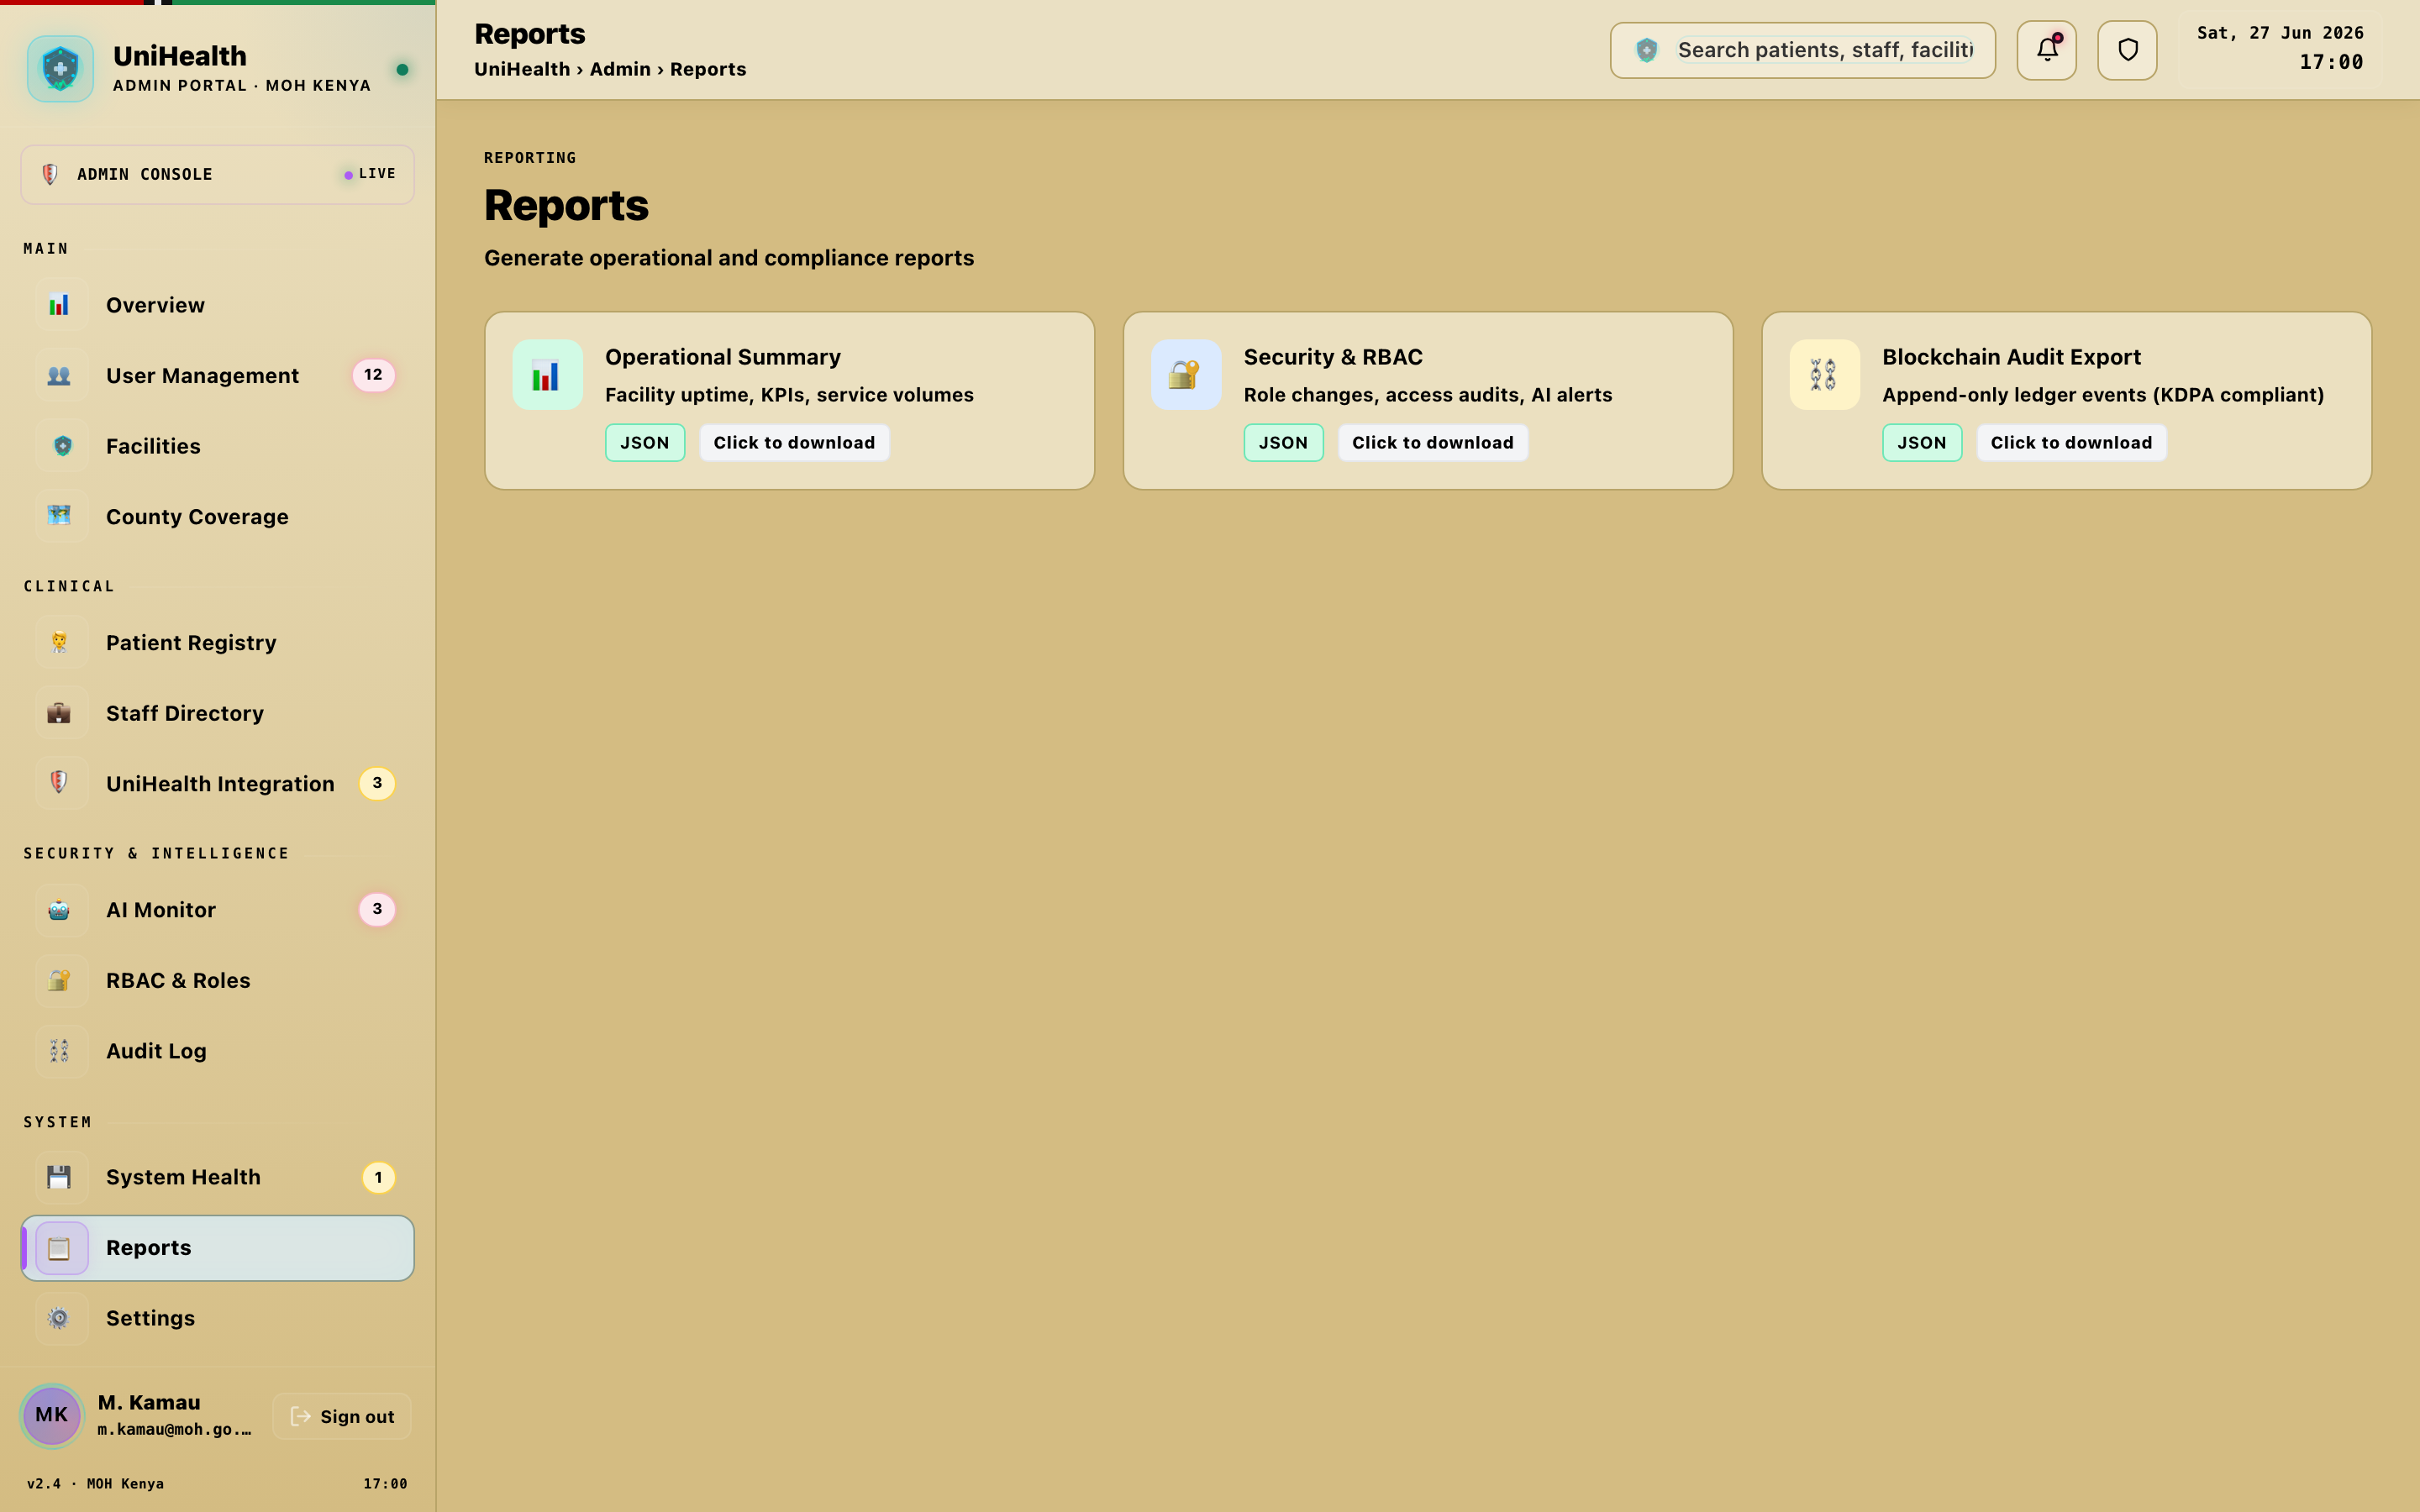 UniHealth
ADMIN PORTAL · MOH KENYA
ADMIN CONSOLE
LIVE
MAIN
Overview
User Management
12
Facilities
County Coverage
CLINICAL
Patient Registry
Staff Directory
UniHealth Integration
3
SECURITY & INTELLIGENCE
AI Monitor
3
RBAC & Roles
Audit Log
SYSTEM
System Health
1
Reports
Settings
MK
M. Kamau
m.kamau@moh.go.…
Sign out
v2.4 · MOH Kenya
17:00
Reports
UniHealth › Admin › Reports
Search patients, staff, faciliti
Sat, 27 Jun 2026
17:00
REPORTING
Reports
Generate operational and compliance reports
Operational Summary
Facility uptime, KPIs, service volumes
JSON
Click to download
Security & RBAC
Role changes, access audits, AI alerts
JSON
Click to download
Blockchain Audit Export
Append-only ledger events (KDPA compliant)
JSON
Click to download